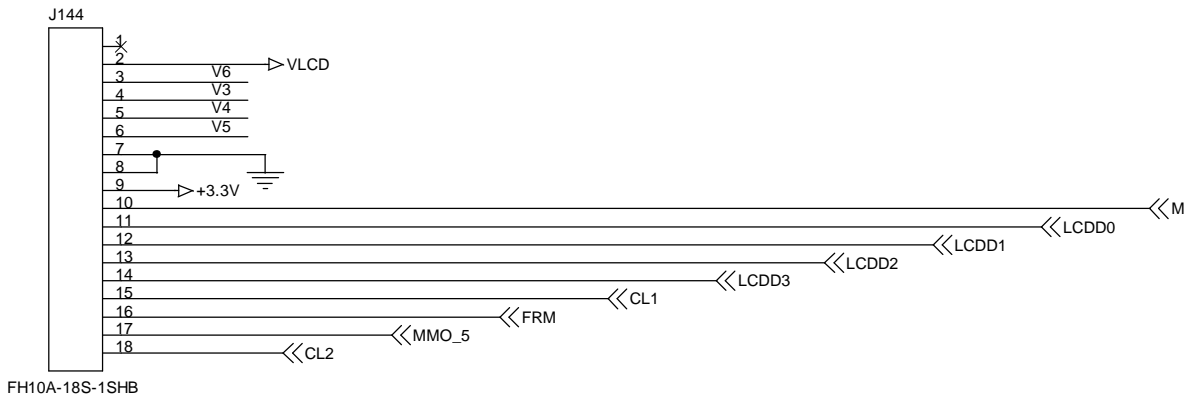 J144
1
2 VLCD
3 V6
4 V3
5 V4
6 V5
7
8
9 +3.3V
10 M
11 LCDD0
12 LCDD1
13 LCDD2
14 LCDD3
15 CL1
16 FRM
17 MMO_5
18 CL2
FH10A-18S-1SHB